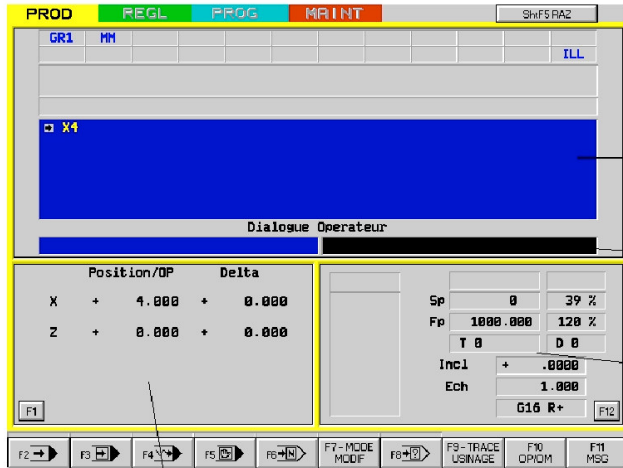 PROD REGL PROG MAINT ShiF5 RAZ
GR1 MM
ILL
X4
Dialogue Operateur
Position/OP Delta
X + 4.000 + 0.000
Z + 0.000 + 0.000
F1
Sp 0 39 %
Fp 1000.000 120 %
T 0 D 0
Incl + .0000
Ech 1.000
G16 R+
F12
F2 F3 F4 F5 F6 N F7-MODE MODIF F8 ? F9-TRACE USINAGE F10 OP/OM F11 MSG